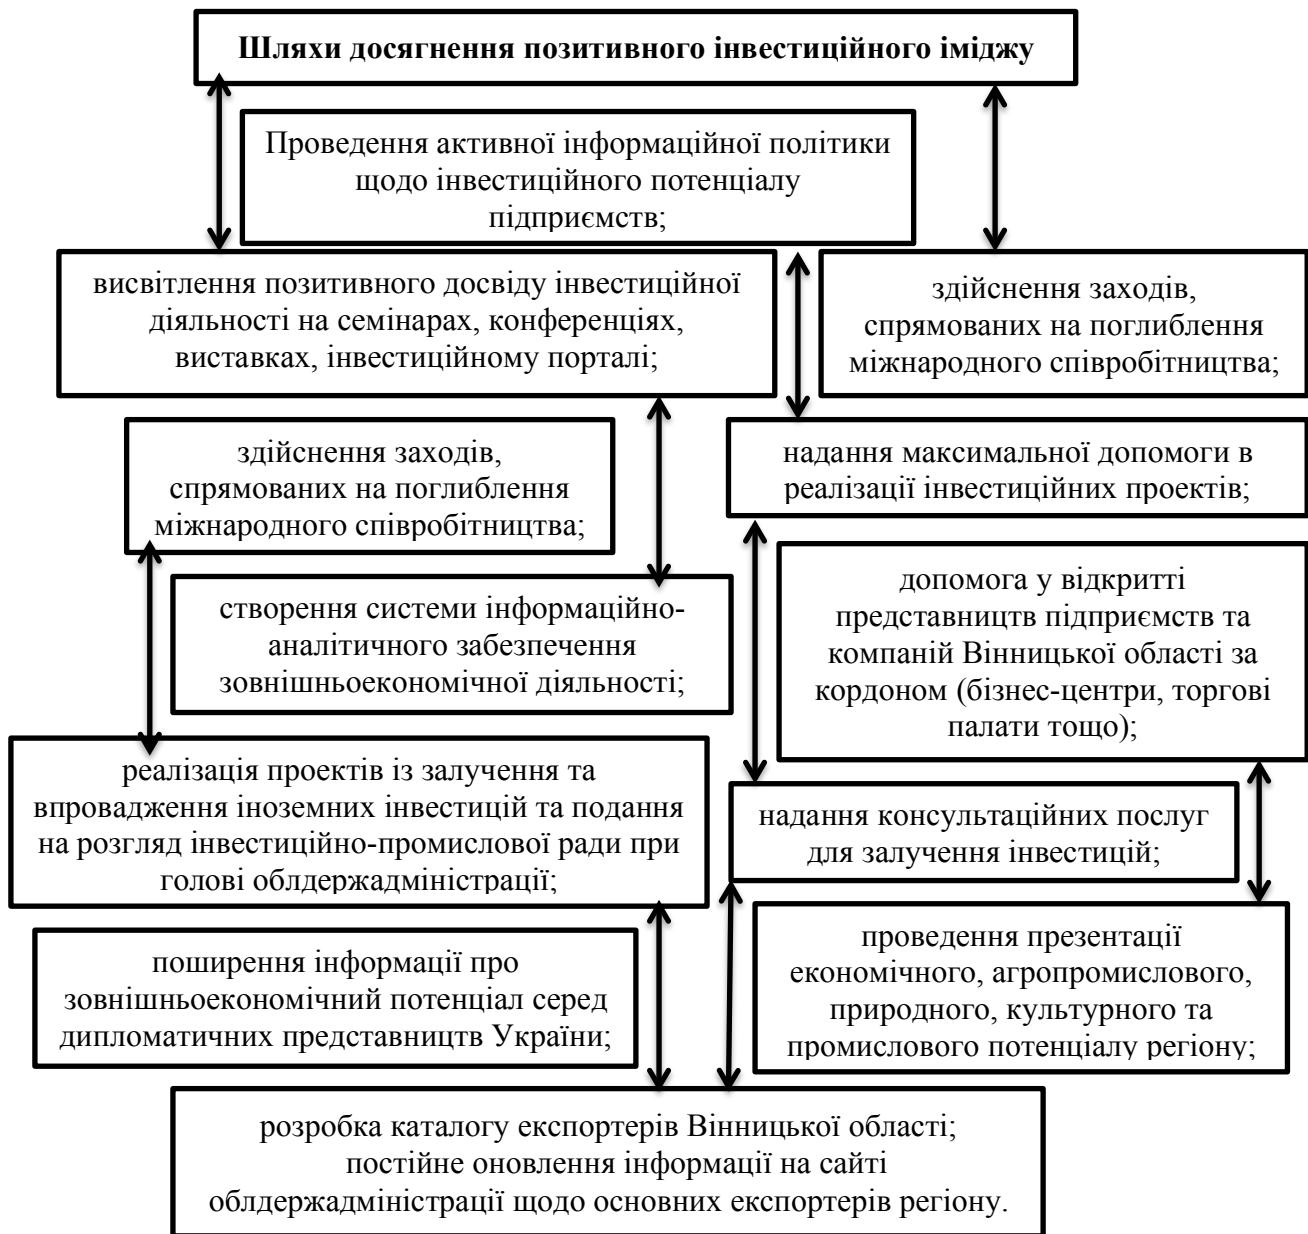 Шляхи досягнення позитивного інвестиційного іміджу
Проведення активної інформаційної політики
щодо інвестиційного потенціалу
підприємств;
висвітлення позитивного досвіду інвестиційної
діяльності на семінарах, конференціях,
виставках, інвестиційному порталі;
здійснення заходів,
спрямованих на поглиблення
міжнародного співробітництва;
здійснення заходів,
спрямованих на поглиблення
міжнародного співробітництва;
надання максимальної допомоги в
реалізації інвестиційних проектів;
створення системи інформаційно-
аналітичного забезпечення
зовнішньоекономічної діяльності;
допомога у відкритті
представництв підприємств та
компаній Вінницької області за
кордоном (бізнес-центри, торгові
палати тощо);
реалізація проектів із залучення та
впровадження іноземних інвестицій та подання
на розгляд інвестиційно-промислової ради при
голові облдержадміністрації;
надання консультаційних послуг
для залучення інвестицій;
поширення інформації про
зовнішньоекономічний потенціал серед
дипломатичних представництв України;
проведення презентації
економічного, агропромислового,
природного, культурного та
промислового потенціалу регіону;
розробка каталогу експортерів Вінницької області;
постійне оновлення інформації на сайті
облдержадміністрації щодо основних експортерів регіону.